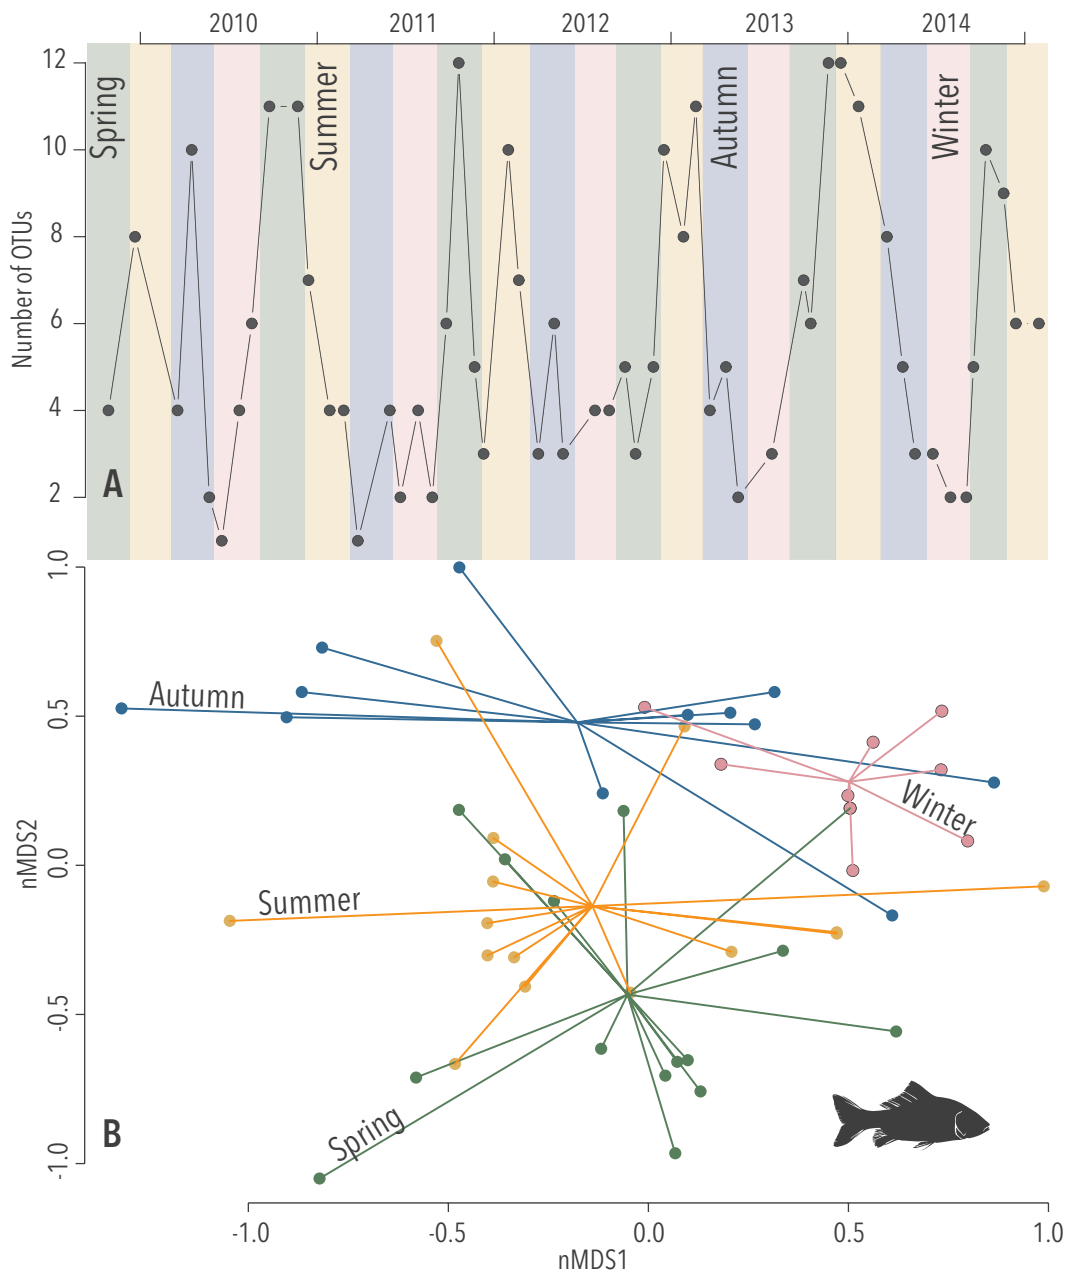 2010 2011 2012 2013 2014
12
10
8
6
4
2
Number of OTUs
Spring
Summer
Autumn
Winter
A
1.0
0.5
0.0
-0.5
-1.0
nMDS2
Autumn
Winter
Summer
Spring
B
-1.0 -0.5 0.0 0.5 1.0
nMDS1